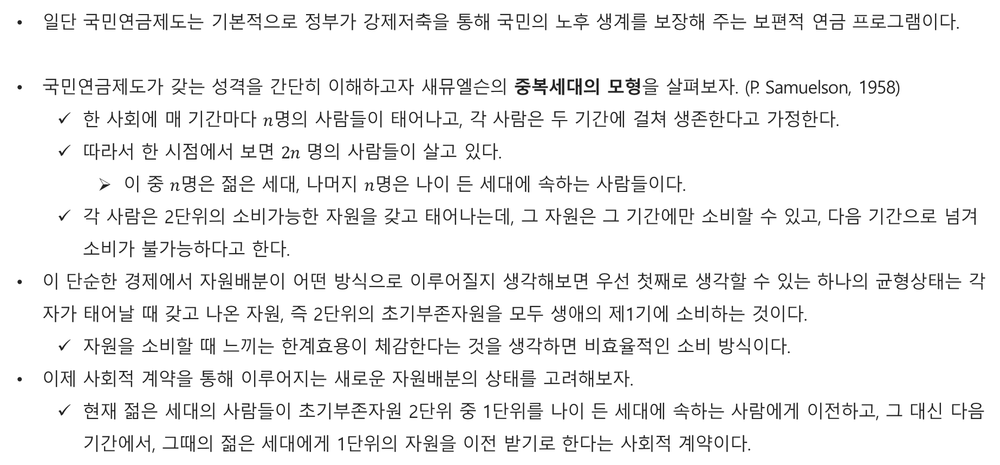 • 일단 국민연금제도는 기본적으로 정부가 강제저축을 통해 국민의 노후 생계를 보장해 주는 보편적 연금 프로그램이다.
• 국민연금제도가 갖는 성격을 간단히 이해하고자 새뮤엘슨의 중복세대의 모형을 살펴보자. (P. Samuelson, 1958)
✓ 한 사회에 매 기간마다 n명의 사람들이 태어나고, 각 사람은 두 기간에 걸쳐 생존한다고 가정한다.
✓ 따라서 한 시점에서 보면 2n 명의 사람들이 살고 있다.
➢ 이 중 n명은 젊은 세대, 나머지 n명은 나이 든 세대에 속하는 사람들이다.
✓ 각 사람은 2단위의 소비가능한 자원을 갖고 태어나는데, 그 자원은 그 기간에만 소비할 수 있고, 다음 기간으로 넘겨
소비가 불가능하다고 한다.
• 이 단순한 경제에서 자원배분이 어떤 방식으로 이루어질지 생각해보면 우선 첫째로 생각할 수 있는 하나의 균형상태는 각
자가 태어날 때 갖고 나온 자원, 즉 2단위의 초기부존자원을 모두 생애의 제1기에 소비하는 것이다.
✓ 자원을 소비할 때 느끼는 한계효용이 체감한다는 것을 생각하면 비효율적인 소비 방식이다.
• 이제 사회적 계약을 통해 이루어지는 새로운 자원배분의 상태를 고려해보자.
✓ 현재 젊은 세대의 사람들이 초기부존자원 2단위 중 1단위를 나이 든 세대에 속하는 사람에게 이전하고, 그 대신 다음
기간에서, 그때의 젊은 세대에게 1단위의 자원을 이전 받기로 한다는 사회적 계약이다.